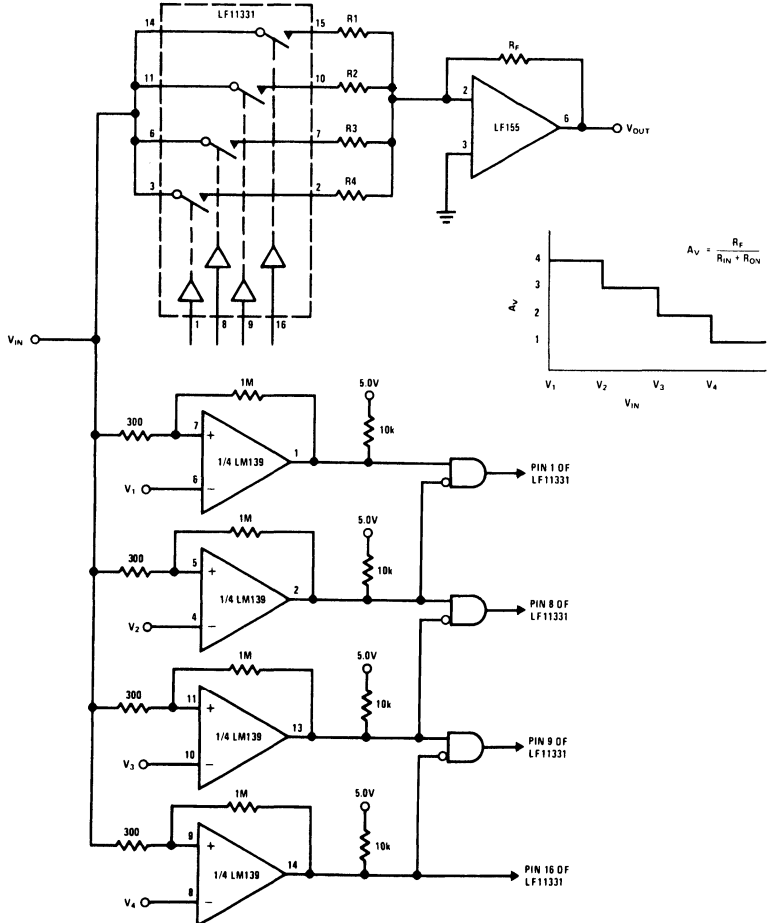 LF11331
14
15
R1
11
10
R2
6
7
R3
3
2
R4
1
8
9
16
RF
2
3
LF155
6
VOUT
AV = RF / RIN + RON
4
3
2
1
AV
V1
V2
V3
V4
VIN
VIN
300
1M
7
+
1/4 LM139
6
−
V1
1
5.0V
10k
PIN 1 OF
LF11331
300
1M
5
+
1/4 LM139
4
−
V2
2
5.0V
10k
PIN 8 OF
LF11331
300
1M
11
+
1/4 LM139
10
−
V3
13
5.0V
10k
PIN 9 OF
LF11331
300
1M
9
+
1/4 LM139
8
−
V4
14
5.0V
10k
PIN 16 OF
LF11331